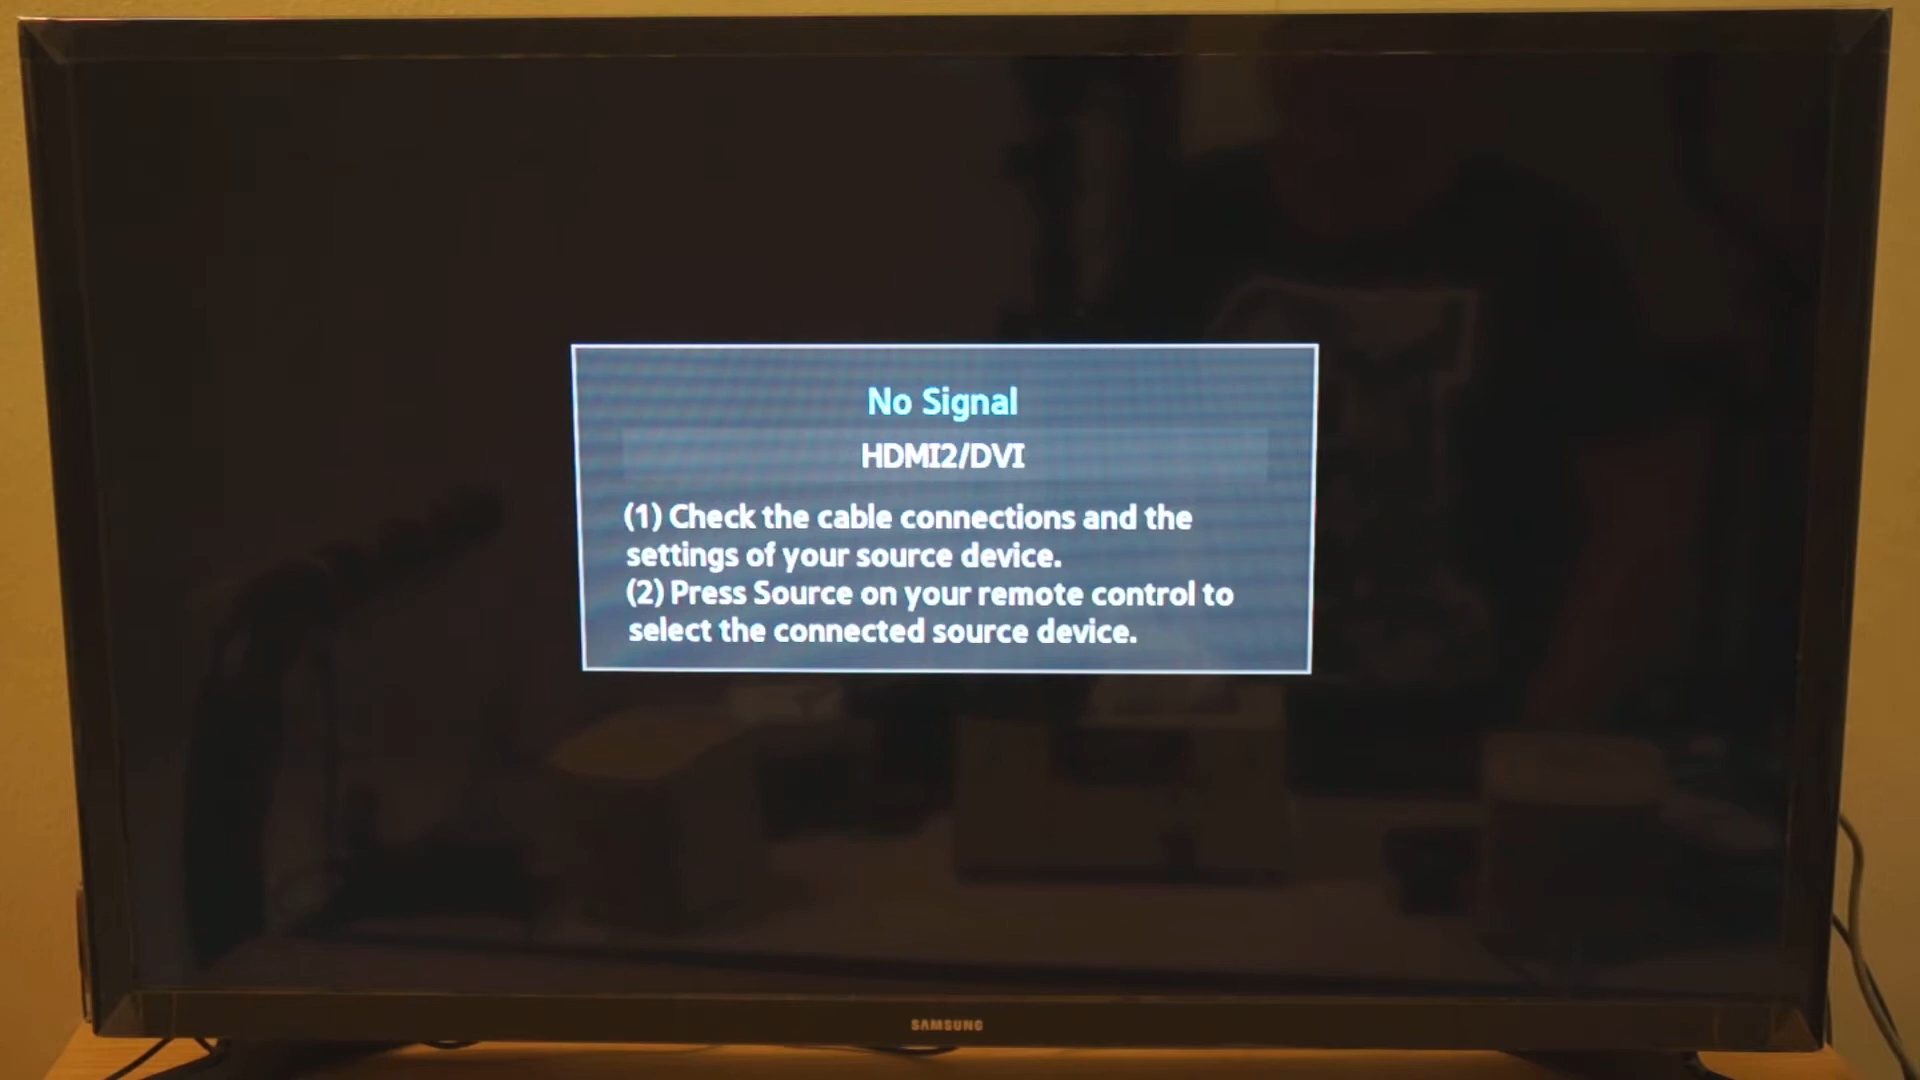 No Signal
HDMI2/DVI
(1) Check the cable connections and the
settings of your source device.
(2) Press Source on your remote control to
select the connected source device.
SAMSUNG